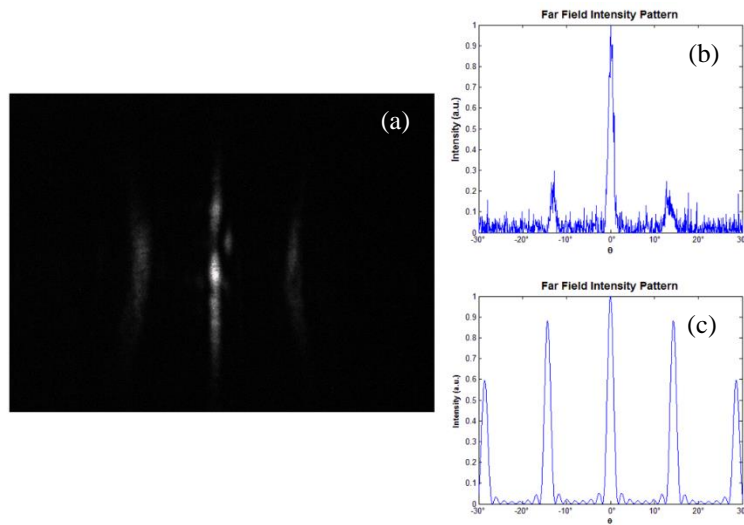 (a)
Far Field Intensity Pattern
(b)
Intensity (a.u.)
1
0.9
0.8
0.7
0.6
0.5
0.4
0.3
0.2
0.1
0
-30° -20° -10° 0° 10° 20° 30°
θ
Far Field Intensity Pattern
(c)
Intensity (a.u.)
1
0.9
0.8
0.7
0.6
0.5
0.4
0.3
0.2
0.1
0
-30° -20° -10° 0° 10° 20° 30°
θ